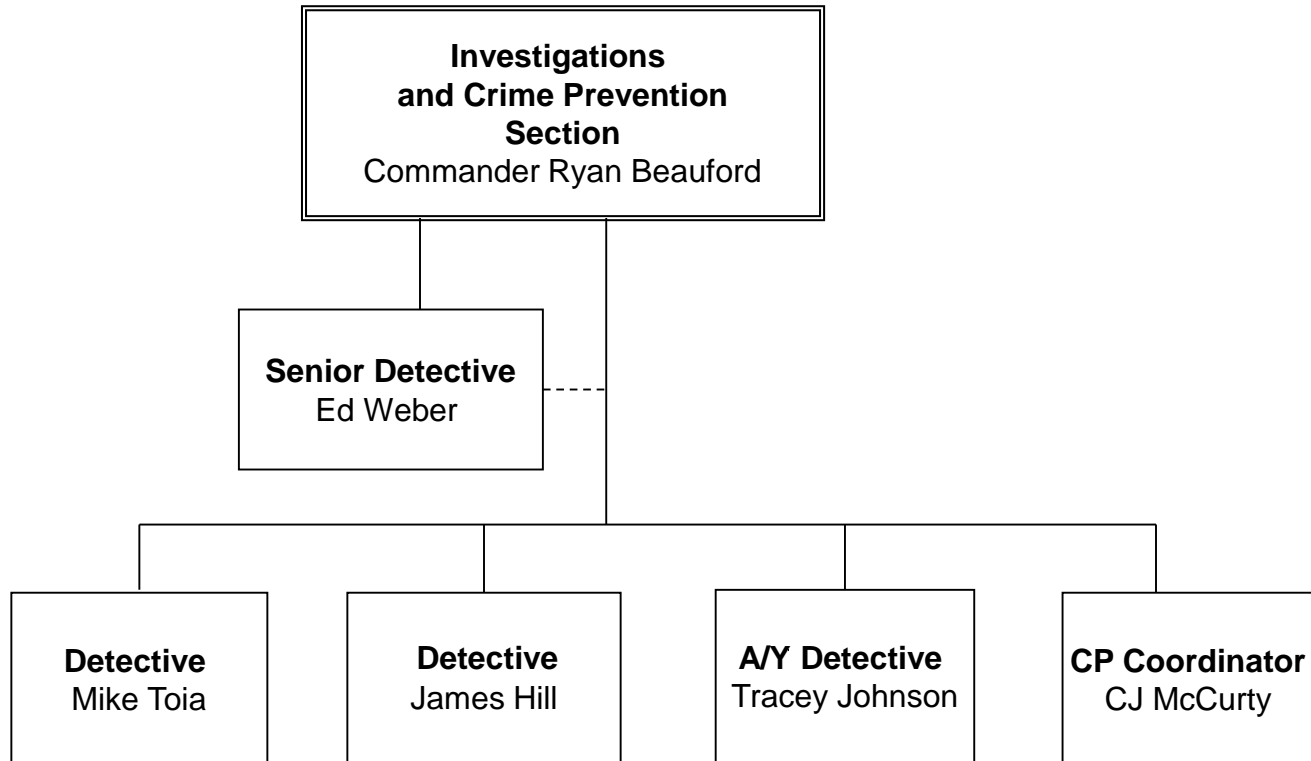 Investigations
and Crime Prevention
Section
Commander Ryan Beauford
Senior Detective
Ed Weber
Detective
Mike Toia
Detective
James Hill
A/Y Detective
Tracey Johnson
CP Coordinator
CJ McCurty